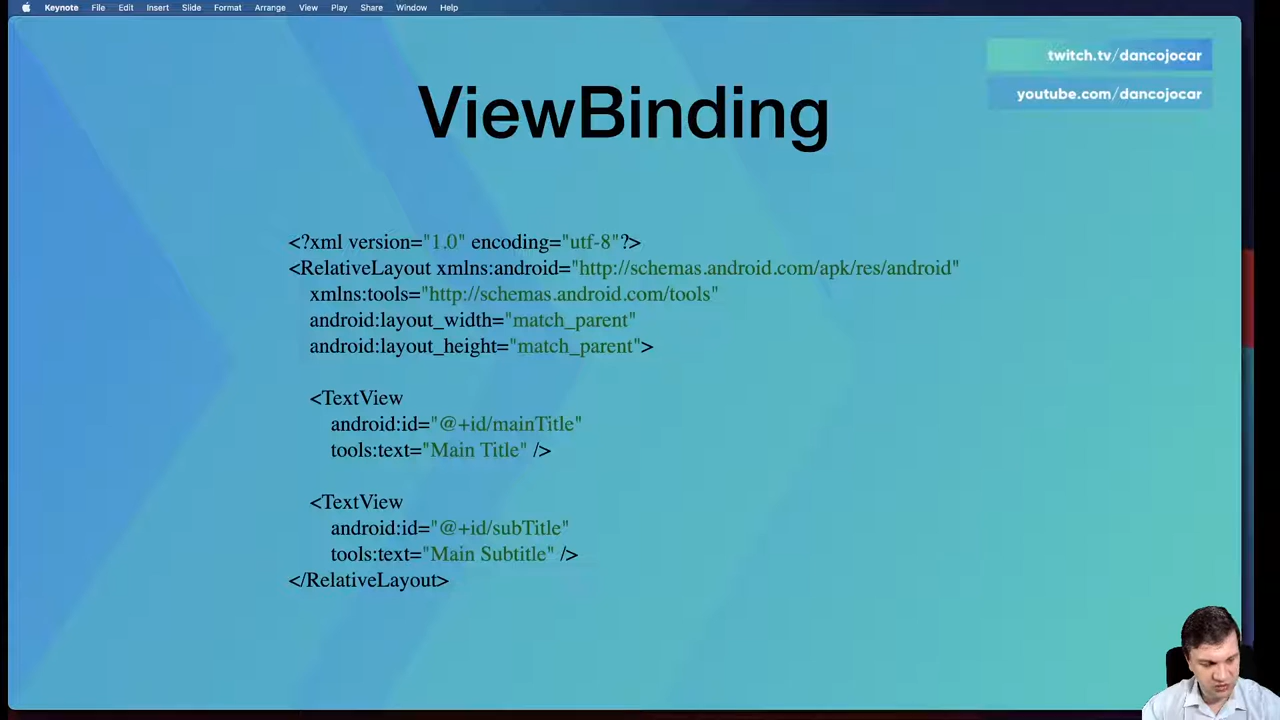 Keynote File Edit Insert Slide Format Arrange View Play Share Window Help
twitch.tv/dancojocar
youtube.com/dancojocar
ViewBinding
<?xml version="1.0" encoding="utf-8"?>
<RelativeLayout xmlns:android="http://schemas.android.com/apk/res/android"
xmlns:tools="http://schemas.android.com/tools"
android:layout_width="match_parent"
android:layout_height="match_parent">
<TextView
android:id="@+id/mainTitle"
tools:text="Main Title" />
<TextView
android:id="@+id/subTitle"
tools:text="Main Subtitle" />
</RelativeLayout>